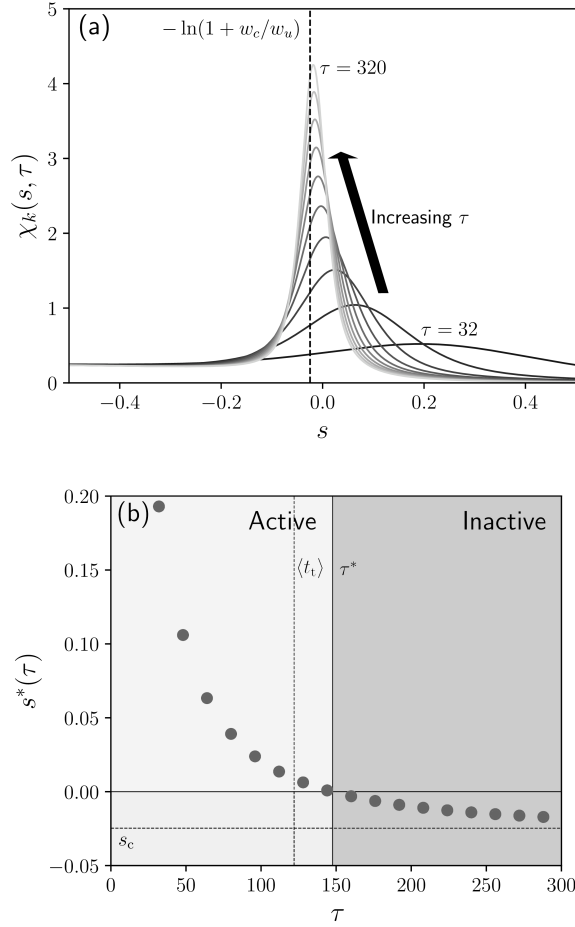 (a)
− ln(1 + w_c/w_u)
τ = 320
Increasing τ
τ = 32
χ_k(s, τ)
5
4
3
2
1
0
−0.4 −0.2 0.0 0.2 0.4
s
(b)
Active
Inactive
⟨t_t⟩
τ*
s*(τ)
0.20
0.15
0.10
0.05
0.00
−0.05
s_c
0 50 100 150 200 250 300
τ